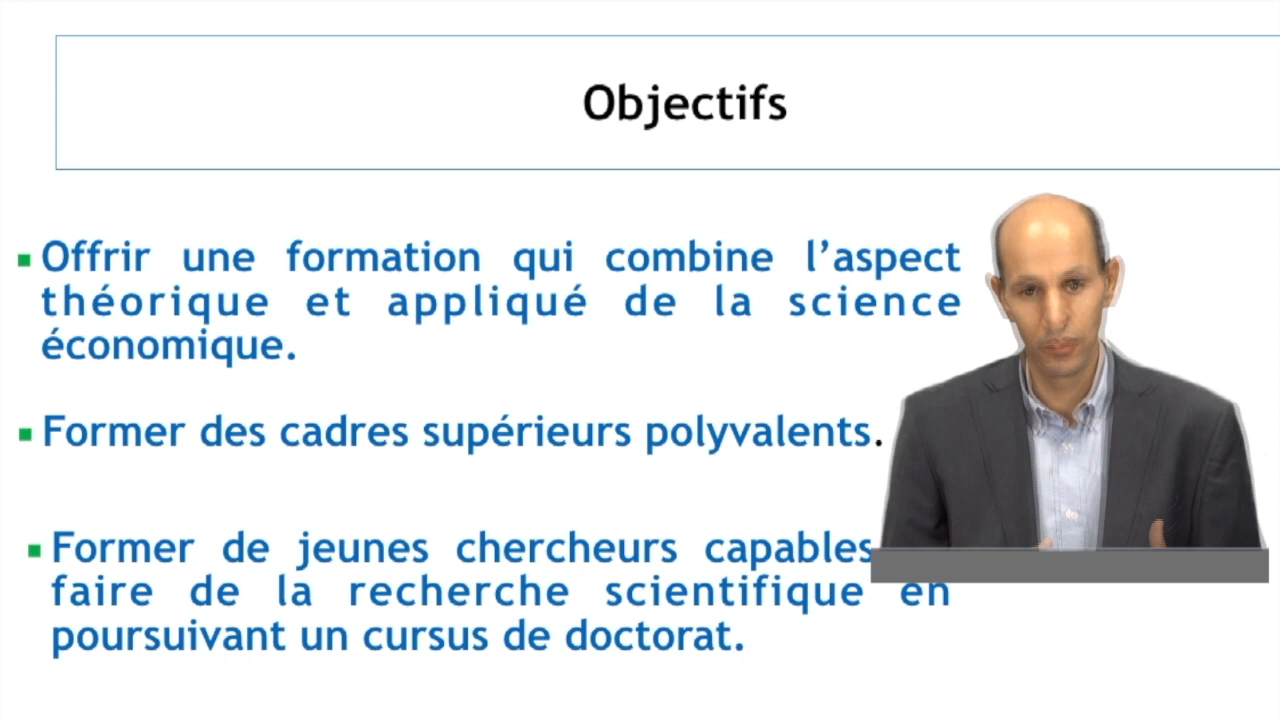 Objectifs
Offrir une formation qui combine l’aspect
théorique et appliqué de la science
économique.
Former des cadres supérieurs polyvalents.
Former de jeunes chercheurs capables
faire de la recherche scientifique en
poursuivant un cursus de doctorat.